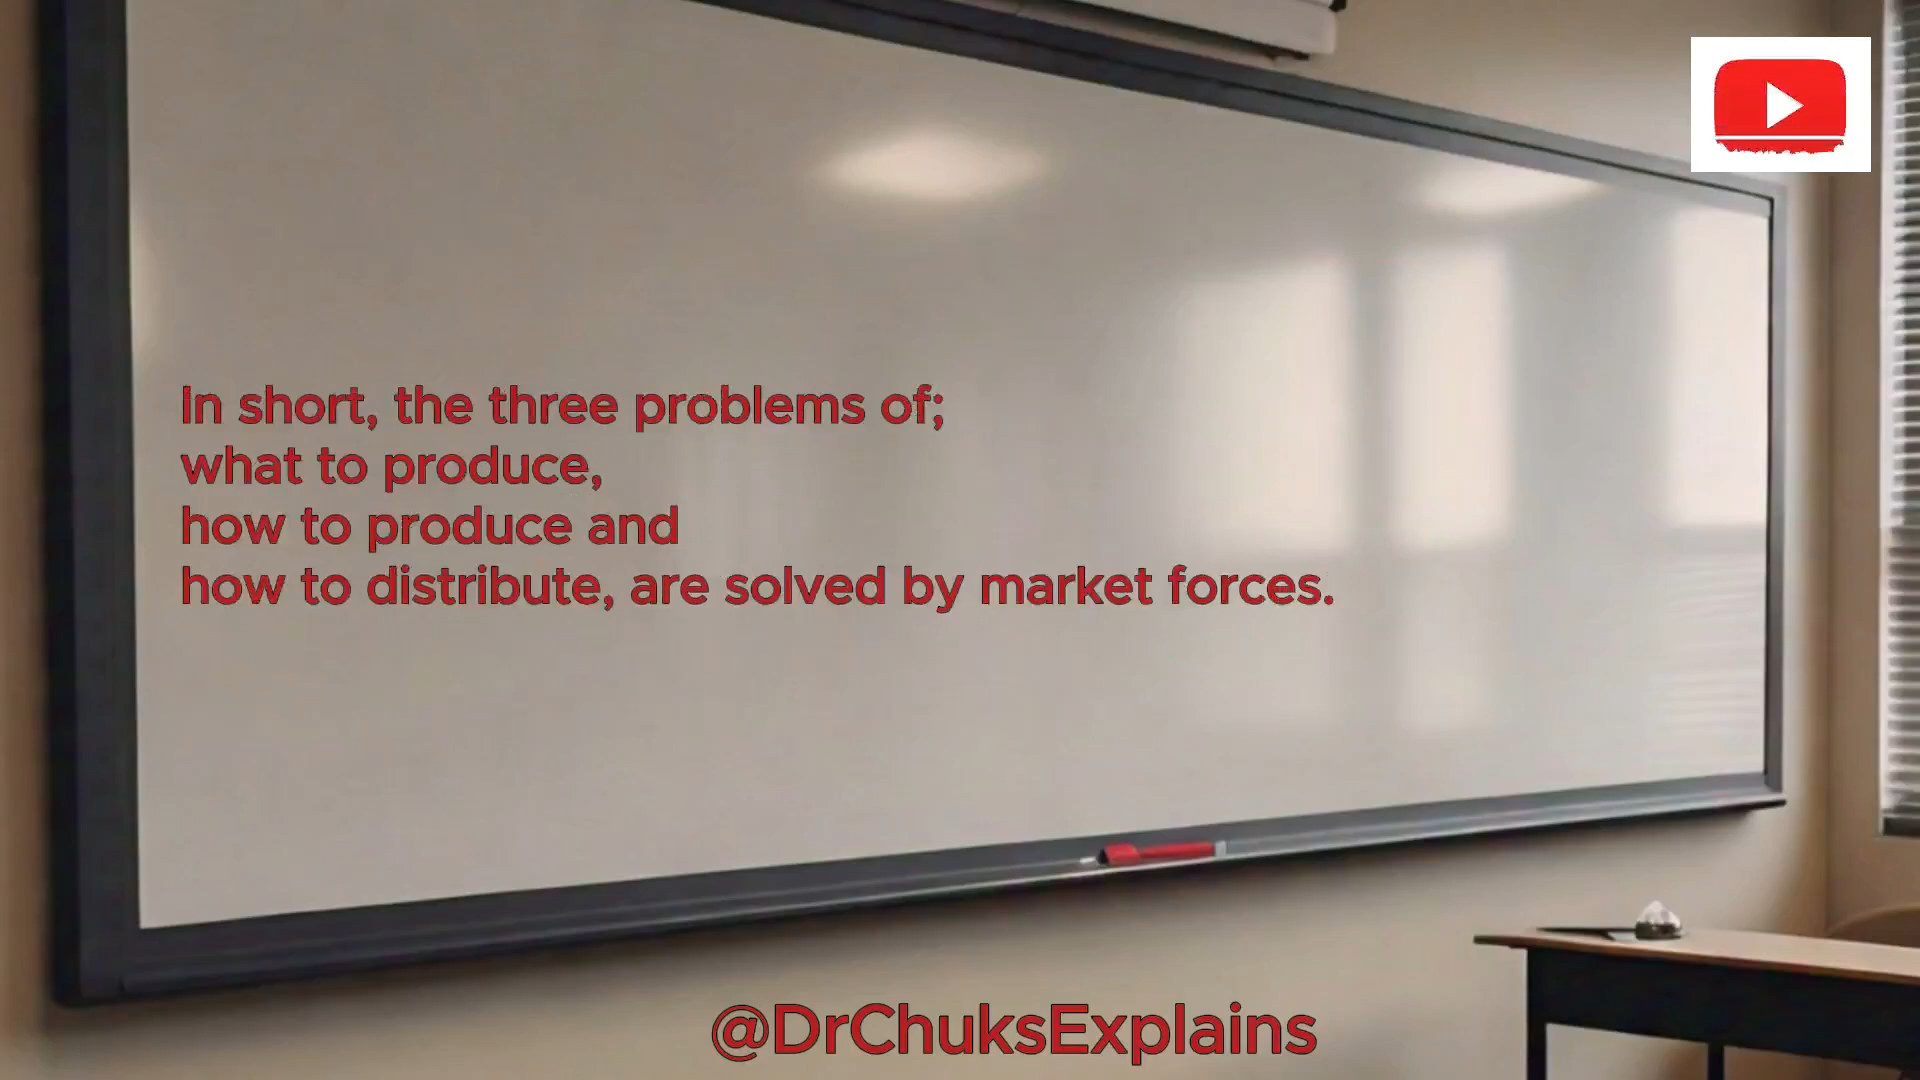 In short, the three problems of;
what to produce,
how to produce and
how to distribute, are solved by market forces.
@DrChuksExplains